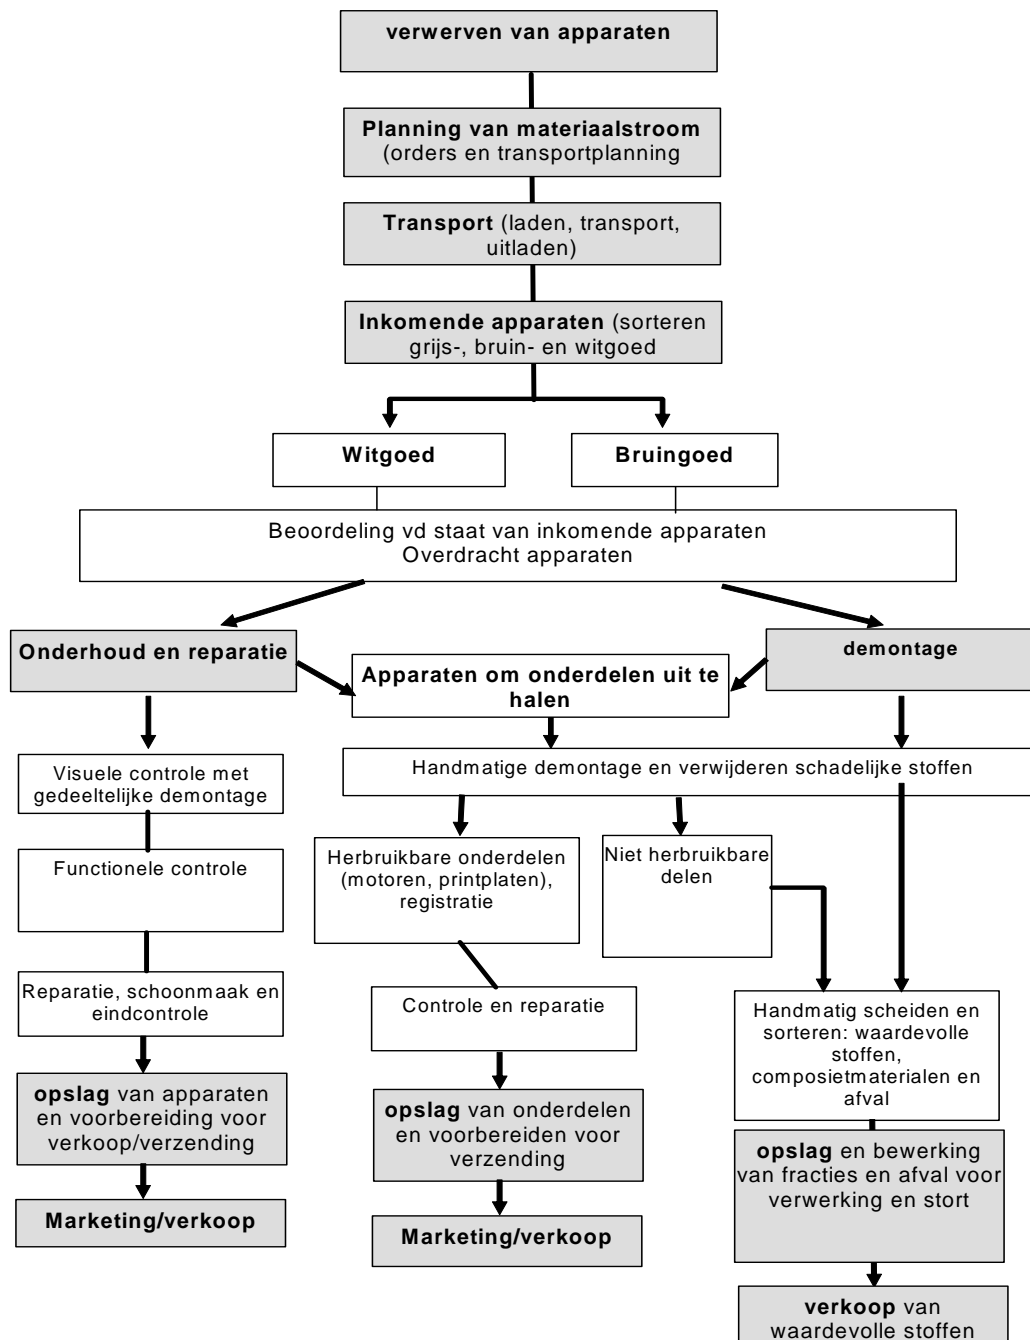 verwerven van apparaten
Planning van materiaalstroom
(orders en transportplanning
Transport (laden, transport,
uitladen)
Inkomende apparaten (sorteren
grijs-, bruin- en witgoed
Witgoed
Bruingoed
Beoordeling vd staat van inkomende apparaten
Overdracht apparaten
Onderhoud en reparatie
Apparaten om onderdelen uit te
halen
demontage
Visuele controle met
gedeeltelijke demontage
Handmatige demontage en verwijderen schadelijke stoffen
Functionele controle
Herbruikbare onderdelen
(motoren, printplaten),
registratie
Niet herbruikbare
delen
Reparatie, schoonmaak en
eindcontrole
Controle en reparatie
Handmatig scheiden en
sorteren: waardevolle
stoffen,
composietmaterialen en
afval
opslag van apparaten
en voorbereiding voor
verkoop/verzending
opslag van onderdelen
en voorbereiden voor
verzending
opslag en bewerking
van fracties en afval voor
verwerking en stort
Marketing/verkoop
Marketing/verkoop
verkoop van
waardevolle stoffen